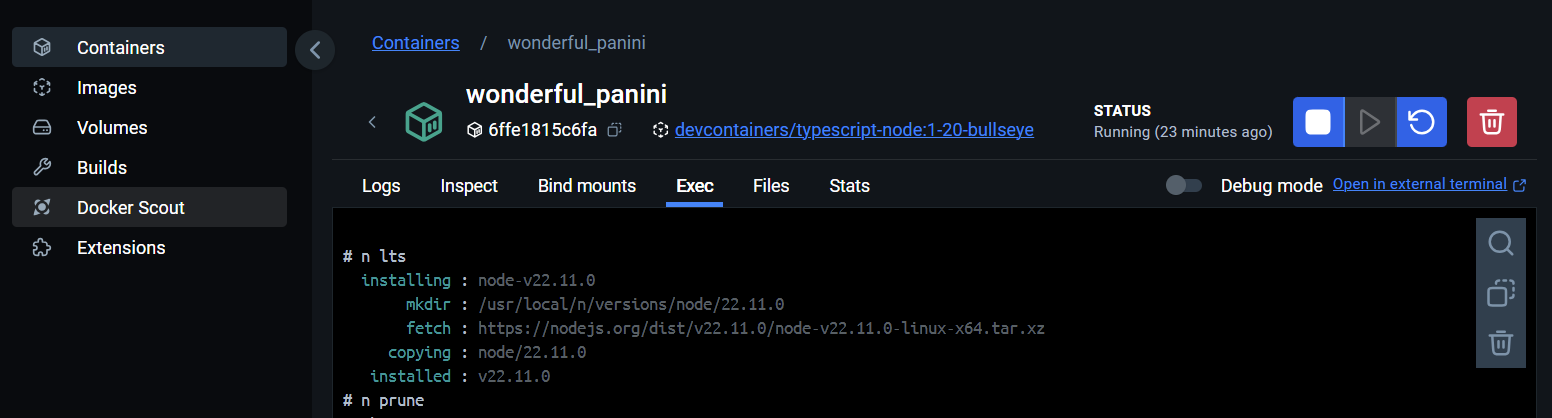 Containers
Images
Volumes
Builds
Docker Scout
Extensions
Containers / wonderful_panini
wonderful_panini
6ffe1815c6fa devcontainers/typescript-node:1-20-bullseye
STATUS
Running (23 minutes ago)
Logs Inspect Bind mounts Exec Files Stats
Debug mode Open in external terminal
# n lts
installing : node-v22.11.0
mkdir : /usr/local/n/versions/node/22.11.0
fetch : https://nodejs.org/dist/v22.11.0/node-v22.11.0-linux-x64.tar.xz
copying : node/22.11.0
installed : v22.11.0
# n prune